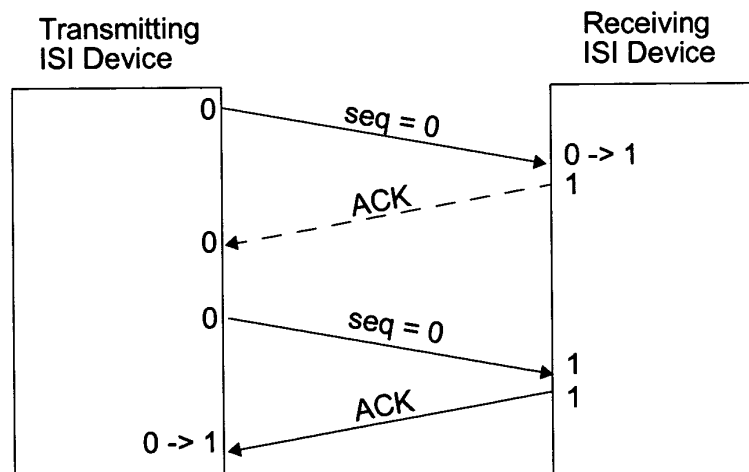 Transmitting
ISI Device
Receiving
ISI Device
0
seq = 0
0 -> 1
1
ACK
0
0
seq = 0
1
1
ACK
0 -> 1